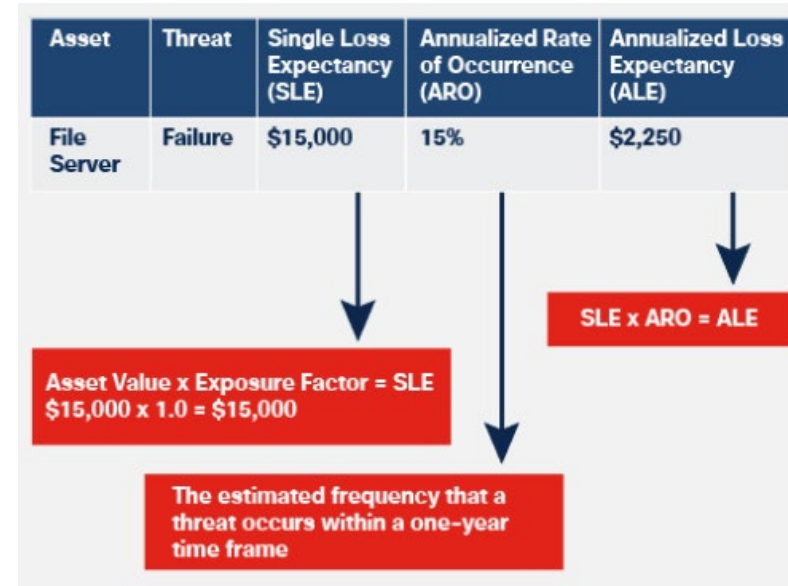 Asset
Threat
Single Loss
Expectancy
(SLE)
Annualized Rate
of Occurrence
(ARO)
Annualized Loss
Expectancy
(ALE)
File
Server
Failure
$15,000
15%
$2,250
SLE x ARO = ALE
Asset Value x Exposure Factor = SLE
$15,000 x 1.0 = $15,000
The estimated frequency that a
threat occurs within a one-year
time frame